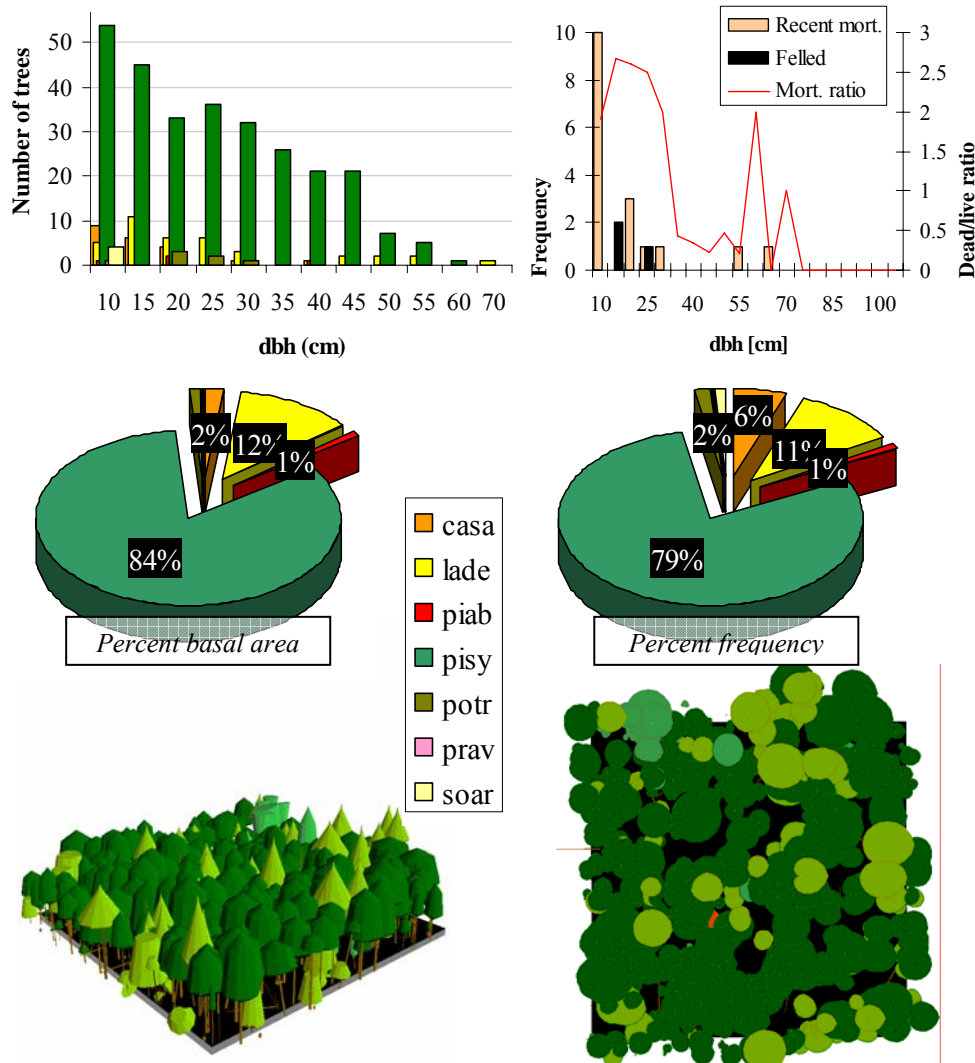 Number of trees
50
40
30
20
10
0
10 15 20 25 30 35 40 45 50 55 60 70
dbh (cm)
Recent mort.
Felled
Mort. ratio
Frequency
10
8
6
4
2
0
3
2.5
2
1.5
1
0.5
0
Dead/live ratio
10 25 40 55 70 85 100
dbh [cm]
2%
12%
1%
84%
Percent basal area
2%
6%
11%
1%
79%
Percent frequency
casa
lade
piab
pisy
potr
prav
soar